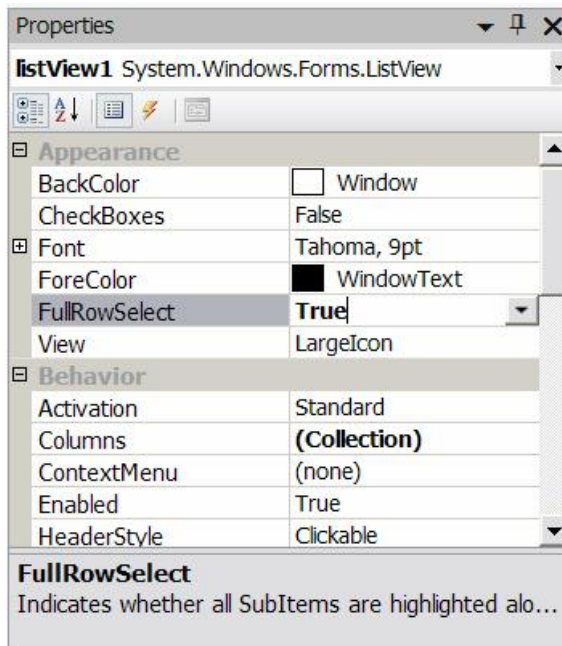 Properties
listView1 System.Windows.Forms.ListView
Appearance
BackColor Window
CheckBoxes False
Font Tahoma, 9pt
ForeColor WindowText
FullRowSelect True
View LargeIcon
Behavior
Activation Standard
Columns (Collection)
ContextMenu (none)
Enabled True
HeaderStyle Clickable
FullRowSelect
Indicates whether all SubItems are highlighted alo...